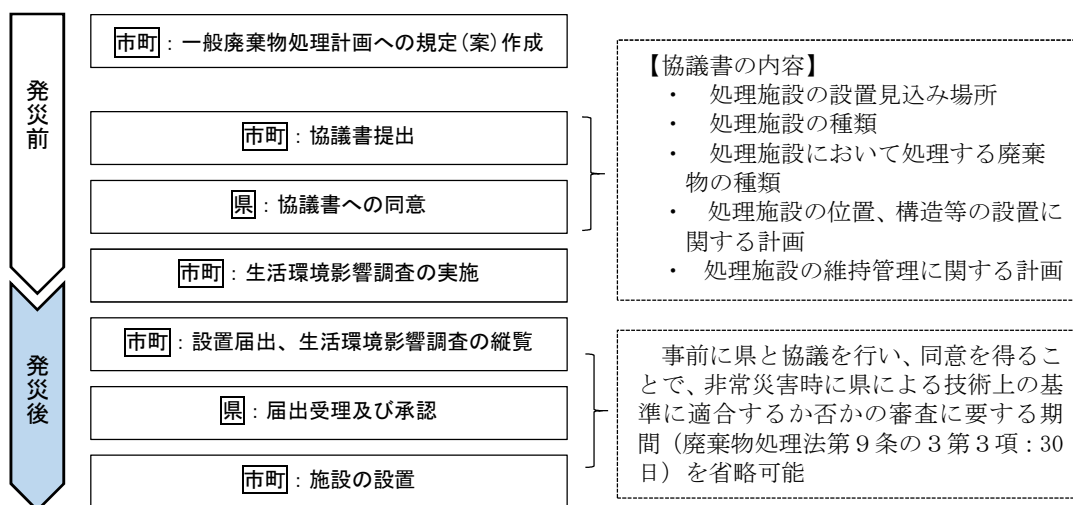 発災前
市町：一般廃棄物処理計画への規定（案）作成
市町：協議書提出
県：協議書への同意
市町：生活環境影響調査の実施
【協議書の内容】
・　処理施設の設置見込み場所
・　処理施設の種類
・　処理施設において処理する廃棄
物の種類
・　処理施設の位置、構造等の設置に
関する計画
・　処理施設の維持管理に関する計画
発災後
市町：設置届出、生活環境影響調査の縦覧
県：届出受理及び承認
市町：施設の設置
事前に県と協議を行い、同意を得るこ
とで、非常災害時に県による技術上の基
準に適合するか否かの審査に要する期
間（廃棄物処理法第９条の３第３項：30
日）を省略可能